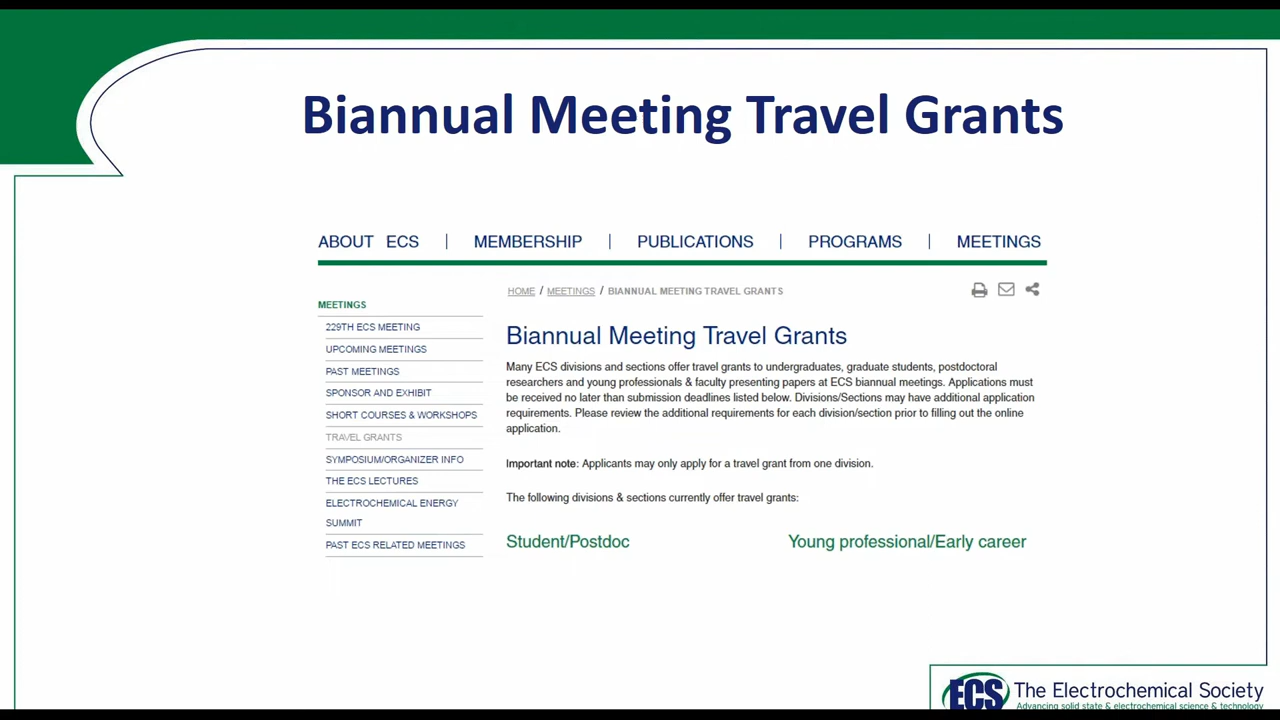 Biannual Meeting Travel Grants
ABOUT ECS | MEMBERSHIP | PUBLICATIONS | PROGRAMS | MEETINGS
HOME / MEETINGS / BIANNUAL MEETING TRAVEL GRANTS
MEETINGS
229TH ECS MEETING
UPCOMING MEETINGS
PAST MEETINGS
SPONSOR AND EXHIBIT
SHORT COURSES & WORKSHOPS
TRAVEL GRANTS
SYMPOSIUM/ORGANIZER INFO
THE ECS LECTURES
ELECTROCHEMICAL ENERGY
SUMMIT
PAST ECS RELATED MEETINGS
Biannual Meeting Travel Grants
Many ECS divisions and sections offer travel grants to undergraduates, graduate students, postdoctoral
researchers and young professionals & faculty presenting papers at ECS biannual meetings. Applications must
be received no later than submission deadlines listed below. Divisions/Sections may have additional application
requirements. Please review the additional requirements for each division/section prior to filling out the online
application.
Important note: Applicants may only apply for a travel grant from one division.
The following divisions & sections currently offer travel grants:
Student/Postdoc
Young professional/Early career
ECS The Electrochemical Society
Advancing solid state & electrochemical science & technology